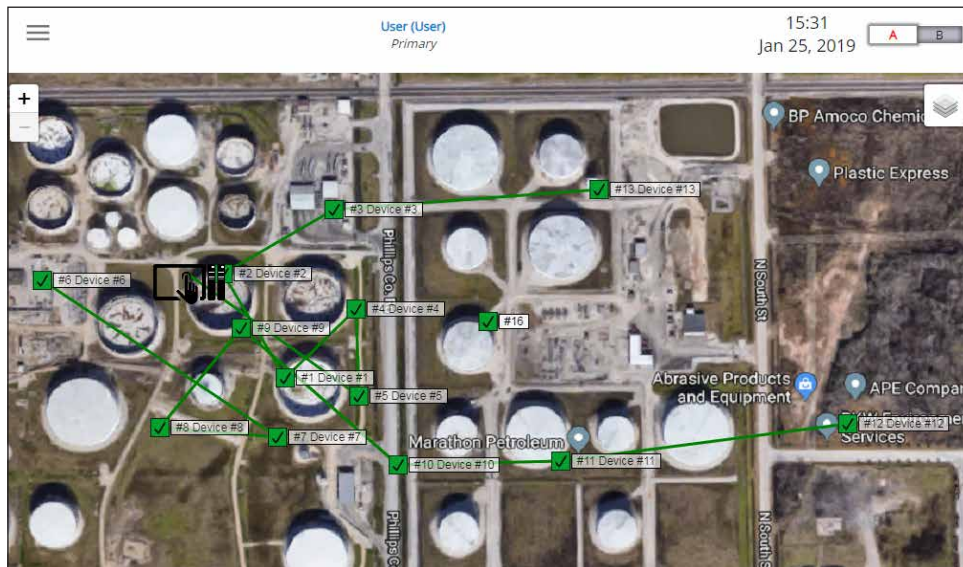 User (User)
Primary
15:31
Jan 25, 2019
A
B
+
−
BP Amoco Chemic
Plastic Express
#13 Device #13
#3 Device #3
Phillips Co. 
N South St
#6 Device #6
#2 Device #2
#4 Device #4
#16
#9 Device #9
#1 Device #1
Abrasive Products
and Equipment
APE Compa
#5 Device #5
#12 Device #12
Services
#8 Device #8
#7 Device #7
Marathon Petroleum
#10 Device #10
#11 Device #11
Phillips C
N South S